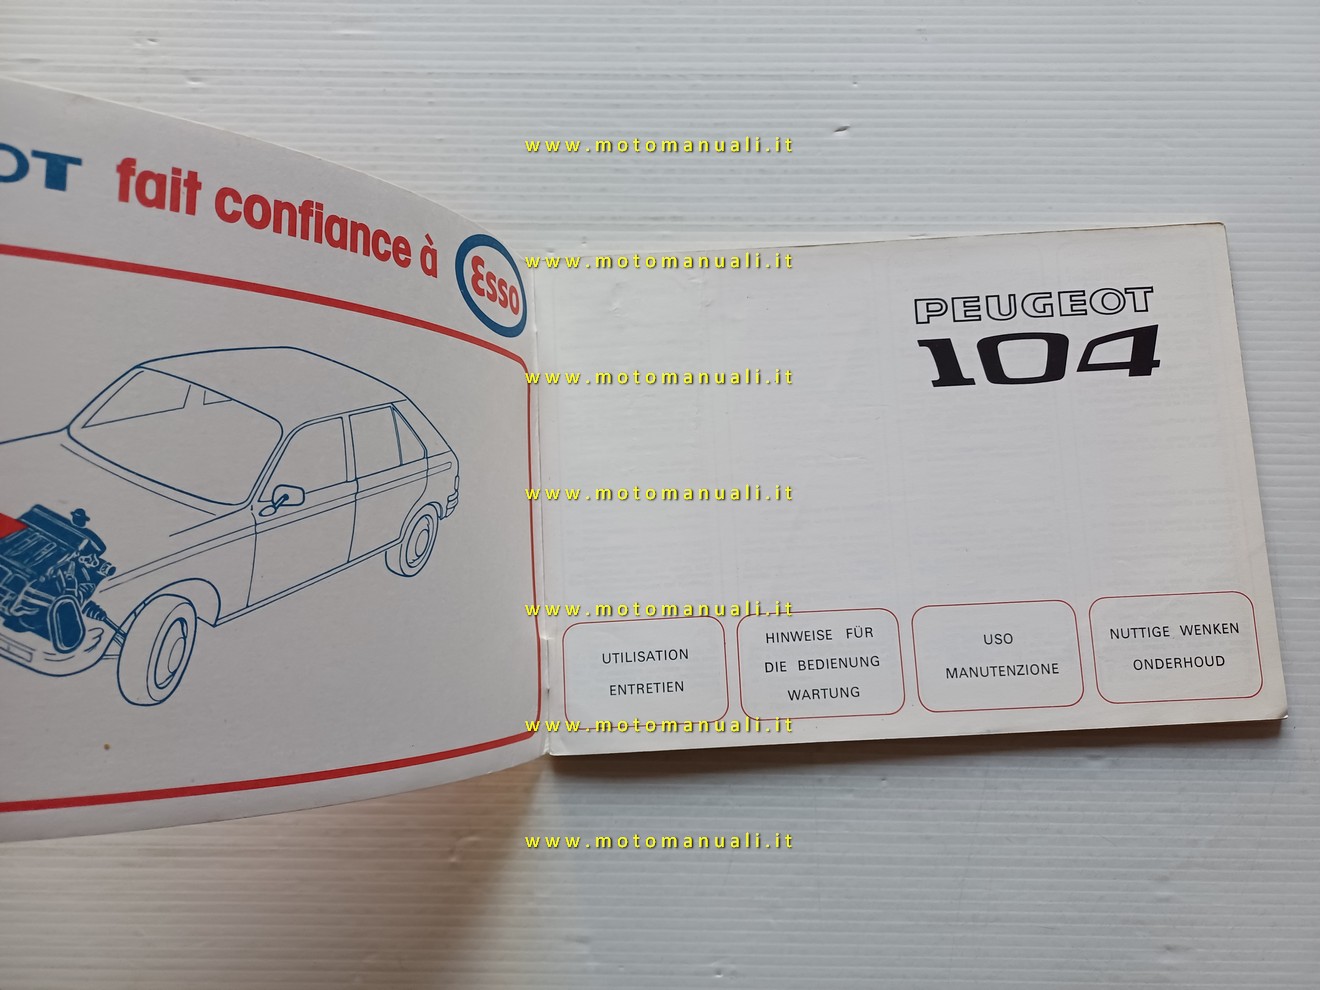 OT fait confiance à Esso
PEUGEOT
104
UTILISATION
ENTRETIEN
HINWEISE FÜR
DIE BEDIENUNG
WARTUNG
USO
MANUTENZIONE
NUTTIGE WENKEN
ONDERHOUD
www.motomanuali.it
www.motomanuali.it
www.motomanuali.it
www.motomanuali.it
www.motomanuali.it
www.motomanuali.it
www.motomanuali.it